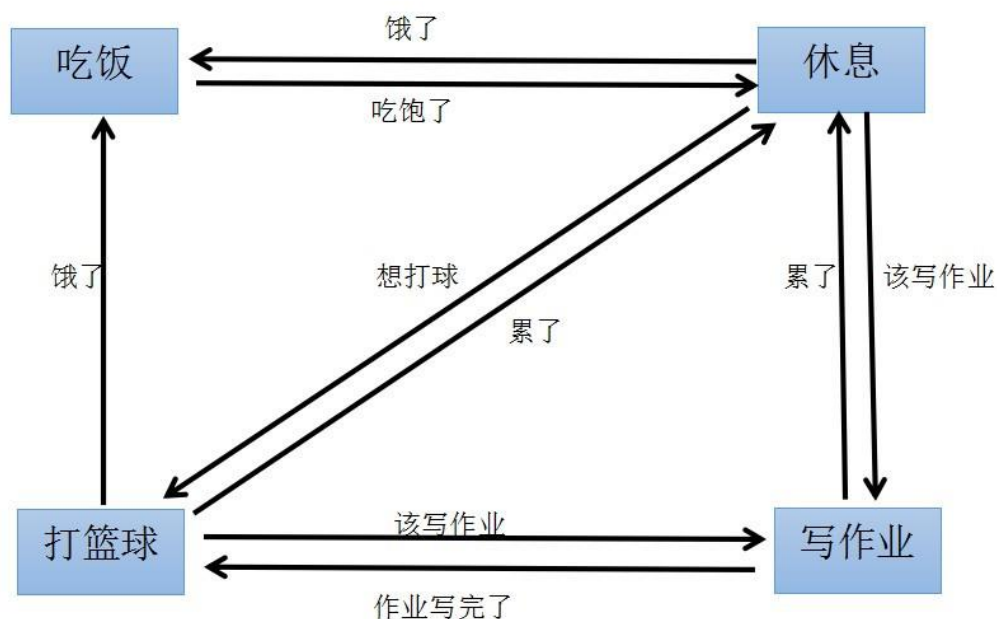 饿了
吃饭
休息
吃饱了
饿了
想打球
累了
该写作业
累了
打篮球
该写作业
写作业
作业写完了